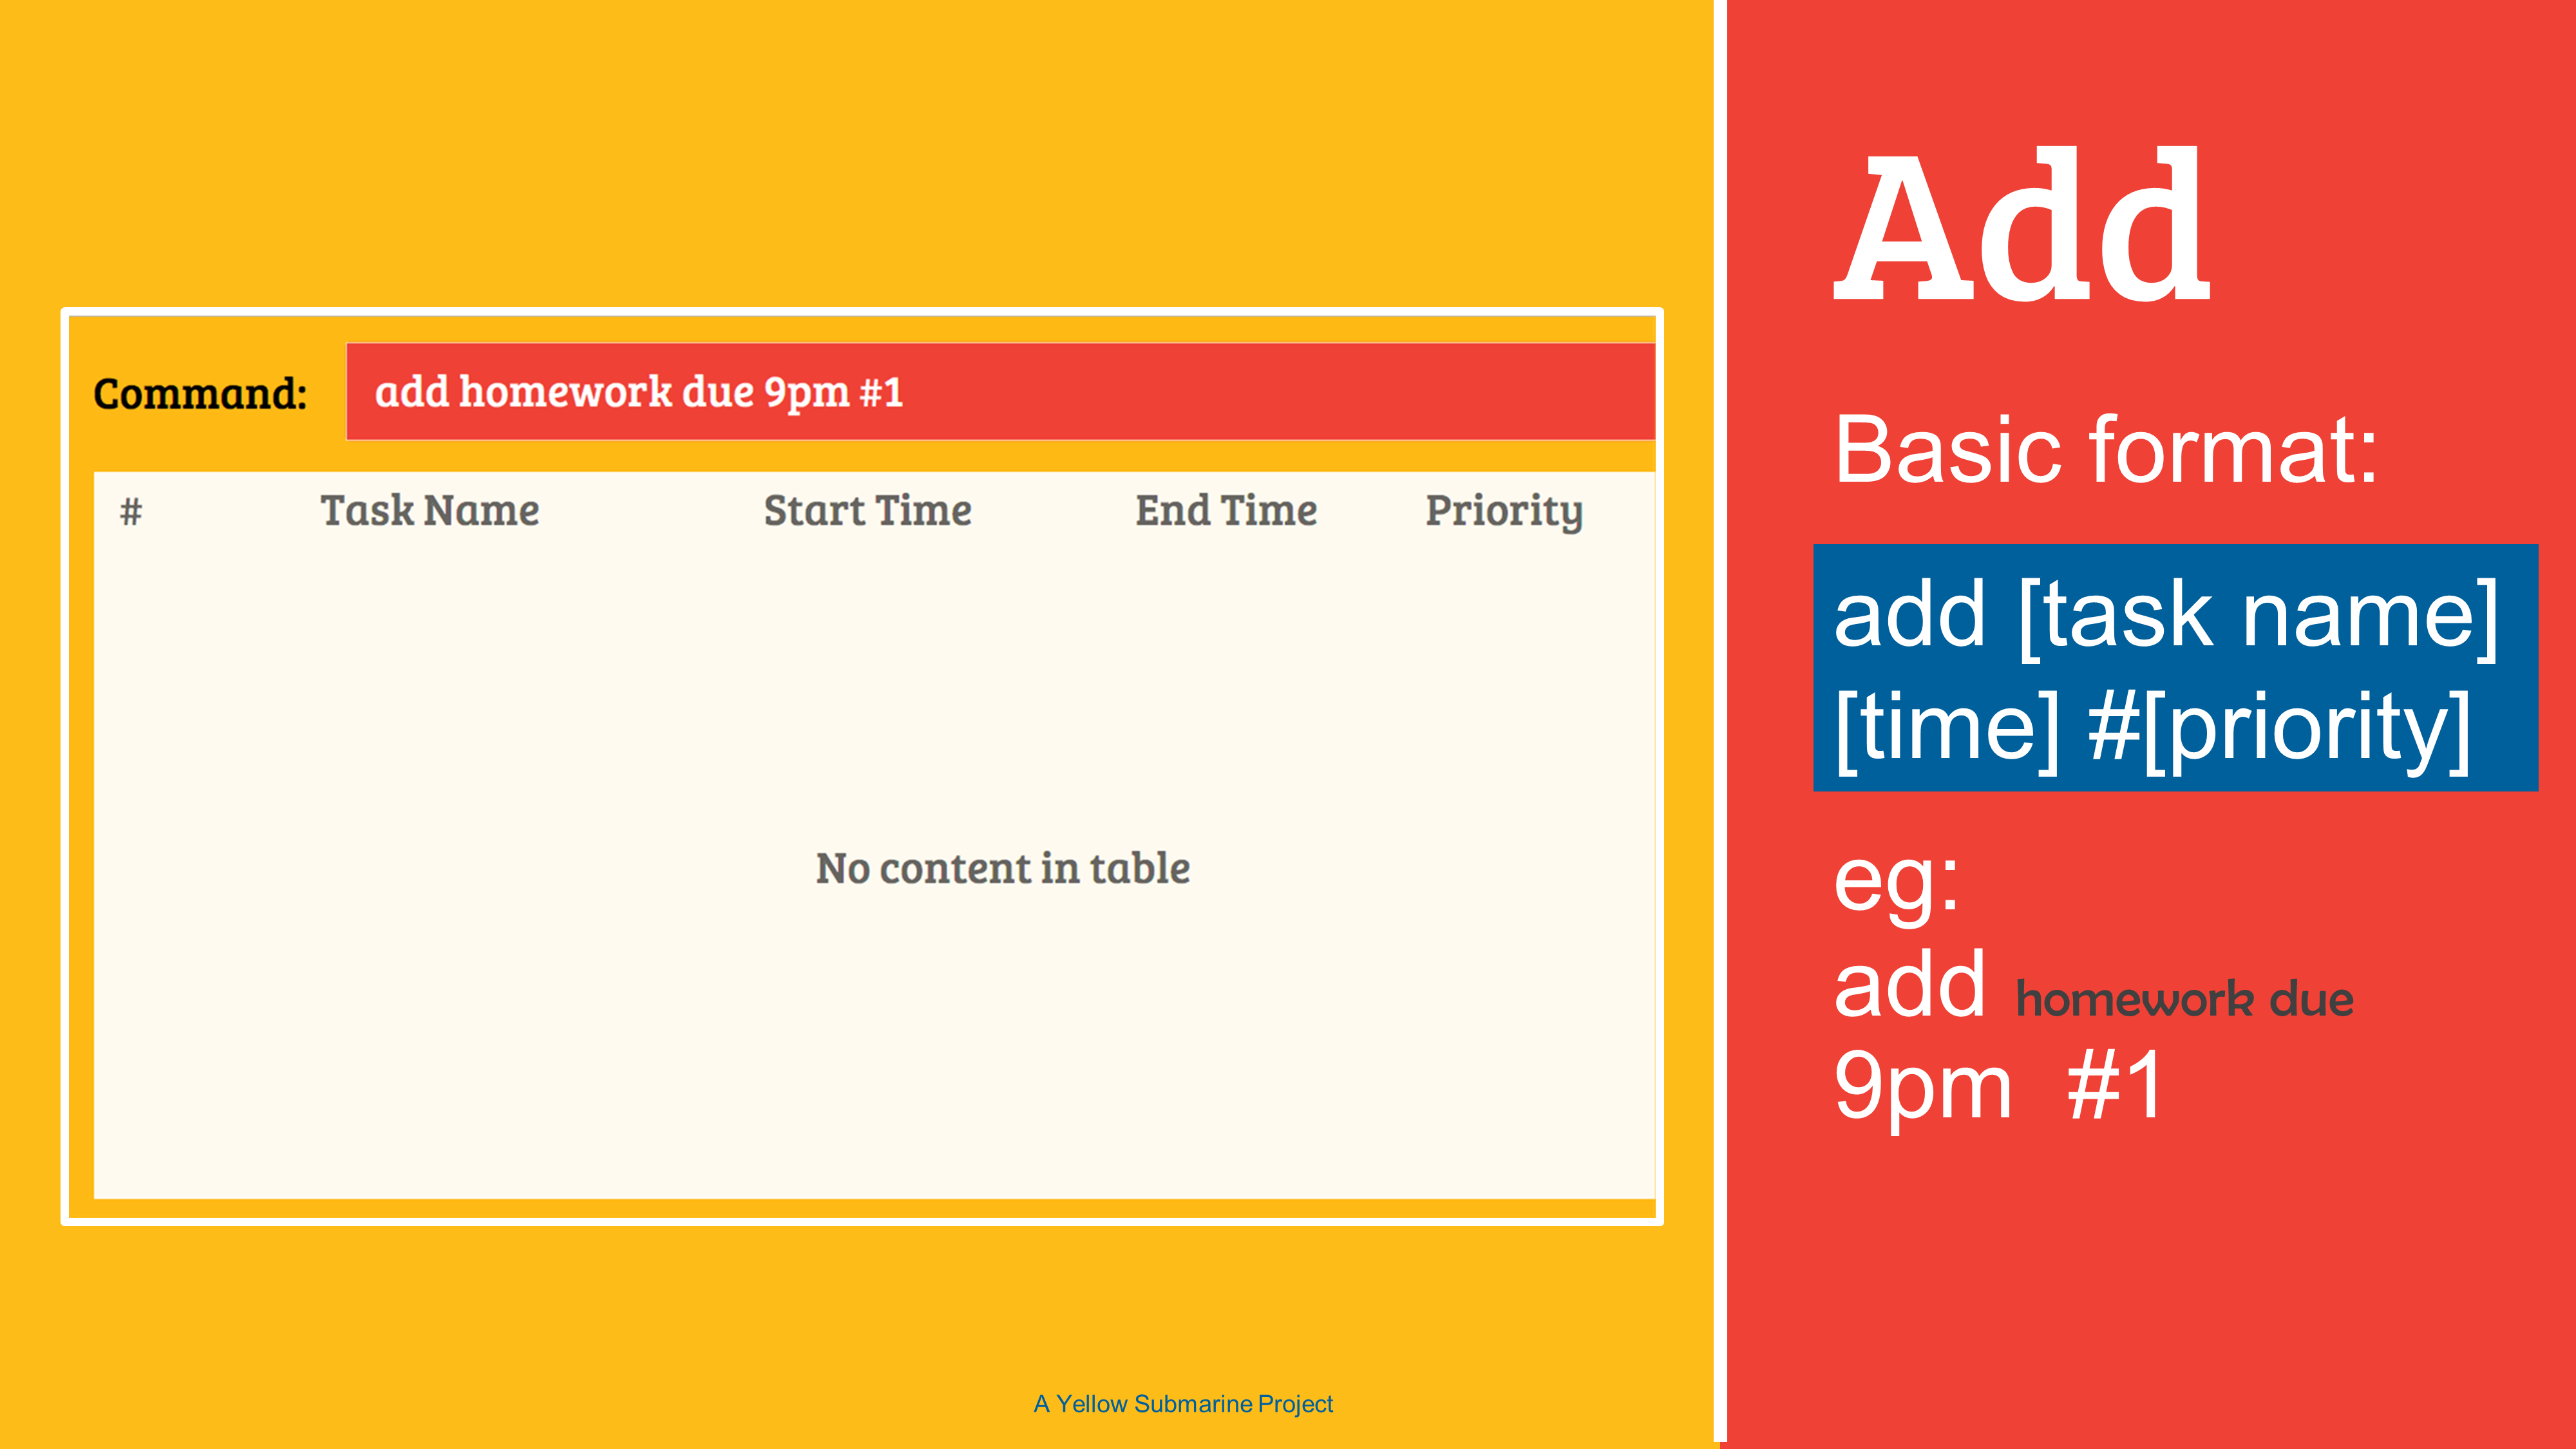 Command: add homework due 9pm #1
# Task Name Start Time End Time Priority
No content in table
A Yellow Submarine Project
Add
Basic format:
add [task name]
[time] #[priority]
eg:
add homework due
9pm #1